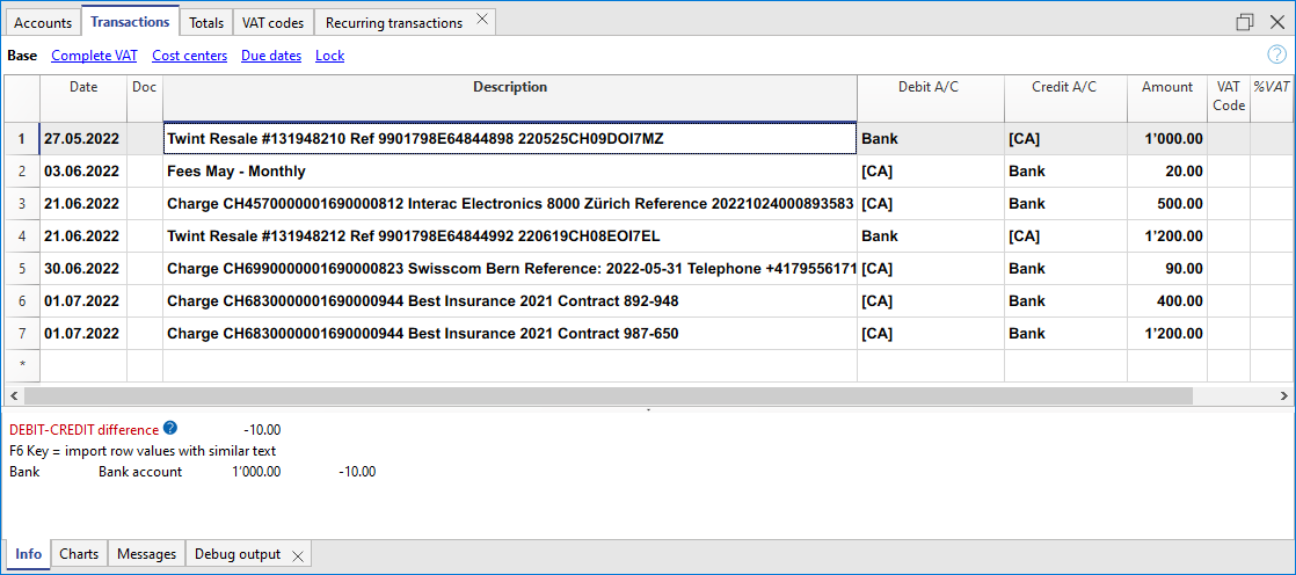 Accounts Transactions Totals VAT codes Recurring transactions
Base Complete VAT Cost centers Due dates Lock ?
Date Doc Description Debit A/C Credit A/C Amount VAT Code %VAT
1 27.05.2022 Twint Resale #131948210 Ref 9901798E64844898 220525CH09DOI7MZ Bank [CA] 1'000.00
2 03.06.2022 Fees May - Monthly [CA] Bank 20.00
3 21.06.2022 Charge CH4570000001690000812 Interac Electronics 8000 Zürich Reference 20221024000893583 [CA] Bank 500.00
4 21.06.2022 Twint Resale #131948212 Ref 9901798E64844992 220619CH08EOI7EL Bank [CA] 1'200.00
5 30.06.2022 Charge CH6990000001690000823 Swisscom Bern Reference: 2022-05-31 Telephone +4179556171 [CA] Bank 90.00
6 01.07.2022 Charge CH6830000001690000944 Best Insurance 2021 Contract 892-948 [CA] Bank 400.00
7 01.07.2022 Charge CH6830000001690000944 Best Insurance 2021 Contract 987-650 [CA] Bank 1'200.00
*
DEBIT-CREDIT difference ? -10.00
F6 Key = import row values with similar text
Bank Bank account 1'000.00 -10.00
Info Charts Messages Debug output